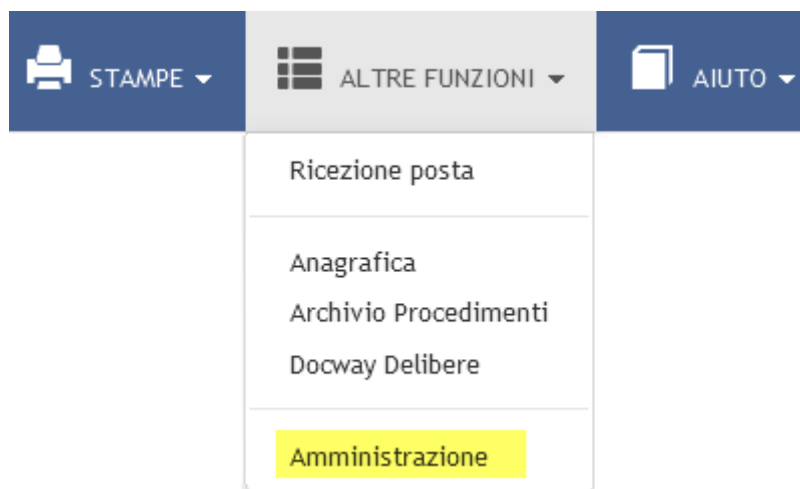 STAMPE
ALTRE FUNZIONI
AIUTO
Ricezione posta
Anagrafica
Archivio Procedimenti
Docway Delibere
Amministrazione